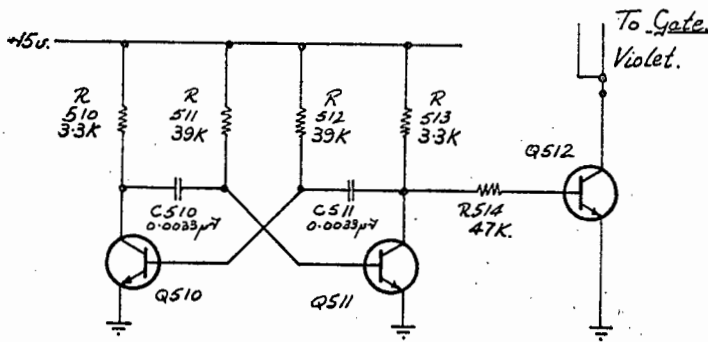 +15v.
To Gate.
Violet.
R
510
3.3K
R
511
39K
R
512
39K
R
513
3.3K
Q512
C510
0.0033µf
C511
0.0033µf
R514
47K.
Q510
Q511